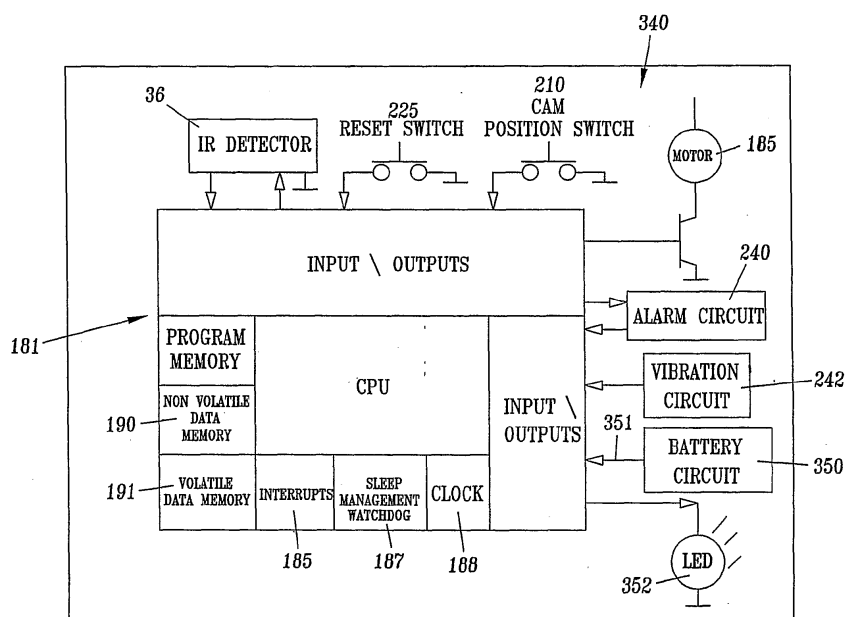 340
36
225
210
CAM
RESET SWITCH
POSITION SWITCH
IR DETECTOR
MOTOR
185
INPUT \ OUTPUTS
240
ALARM CIRCUIT
181
PROGRAM
MEMORY
CPU
VIBRATION
CIRCUIT
242
NON VOLATILE
DATA
MEMORY
190
INPUT \
OUTPUTS
351
BATTERY
CIRCUIT
350
191
VOLATILE
DATA MEMORY
INTERRUPTS
SLEEP
MANAGEMENT
WATCHDOG
CLOCK
185
187
188
LED
352